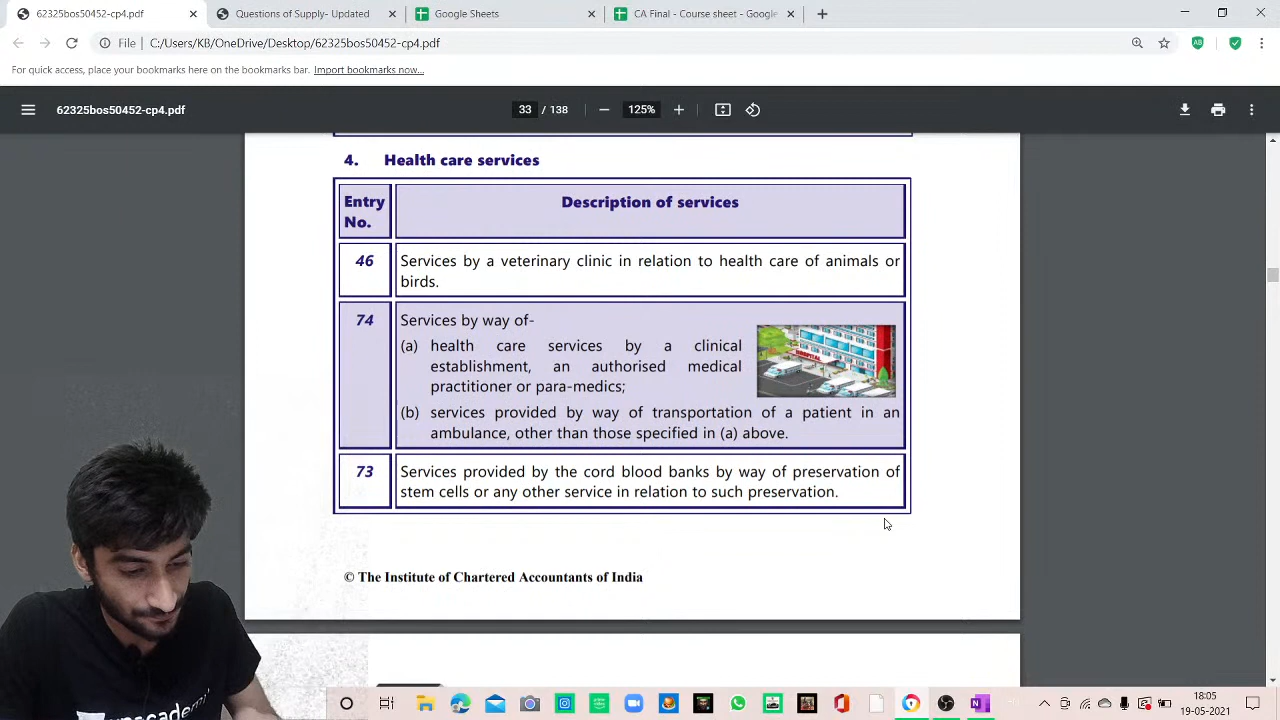 62325bos50452-cp4.pdf
Questions of Supply- Updated
Google Sheets
CA Final - Course sheet - Google
File
C:/Users/KB/OneDrive/Desktop/62325bos50452-cp4.pdf
For quick access, place your bookmarks here on the bookmarks bar. Import bookmarks now...
62325bos50452-cp4.pdf
33 / 138
125%
4. Health care services
Entry No.
Description of services
46
Services by a veterinary clinic in relation to health care of animals or
birds.
74
Services by way of-
(a) health care services by a clinical
establishment, an authorised medical
practitioner or para-medics;
HOSPITAL
(b) services provided by way of transportation of a patient in an
ambulance, other than those specified in (a) above.
73
Services provided by the cord blood banks by way of preservation of
stem cells or any other service in relation to such preservation.
© The Institute of Chartered Accountants of India
18:05
19-05-2021